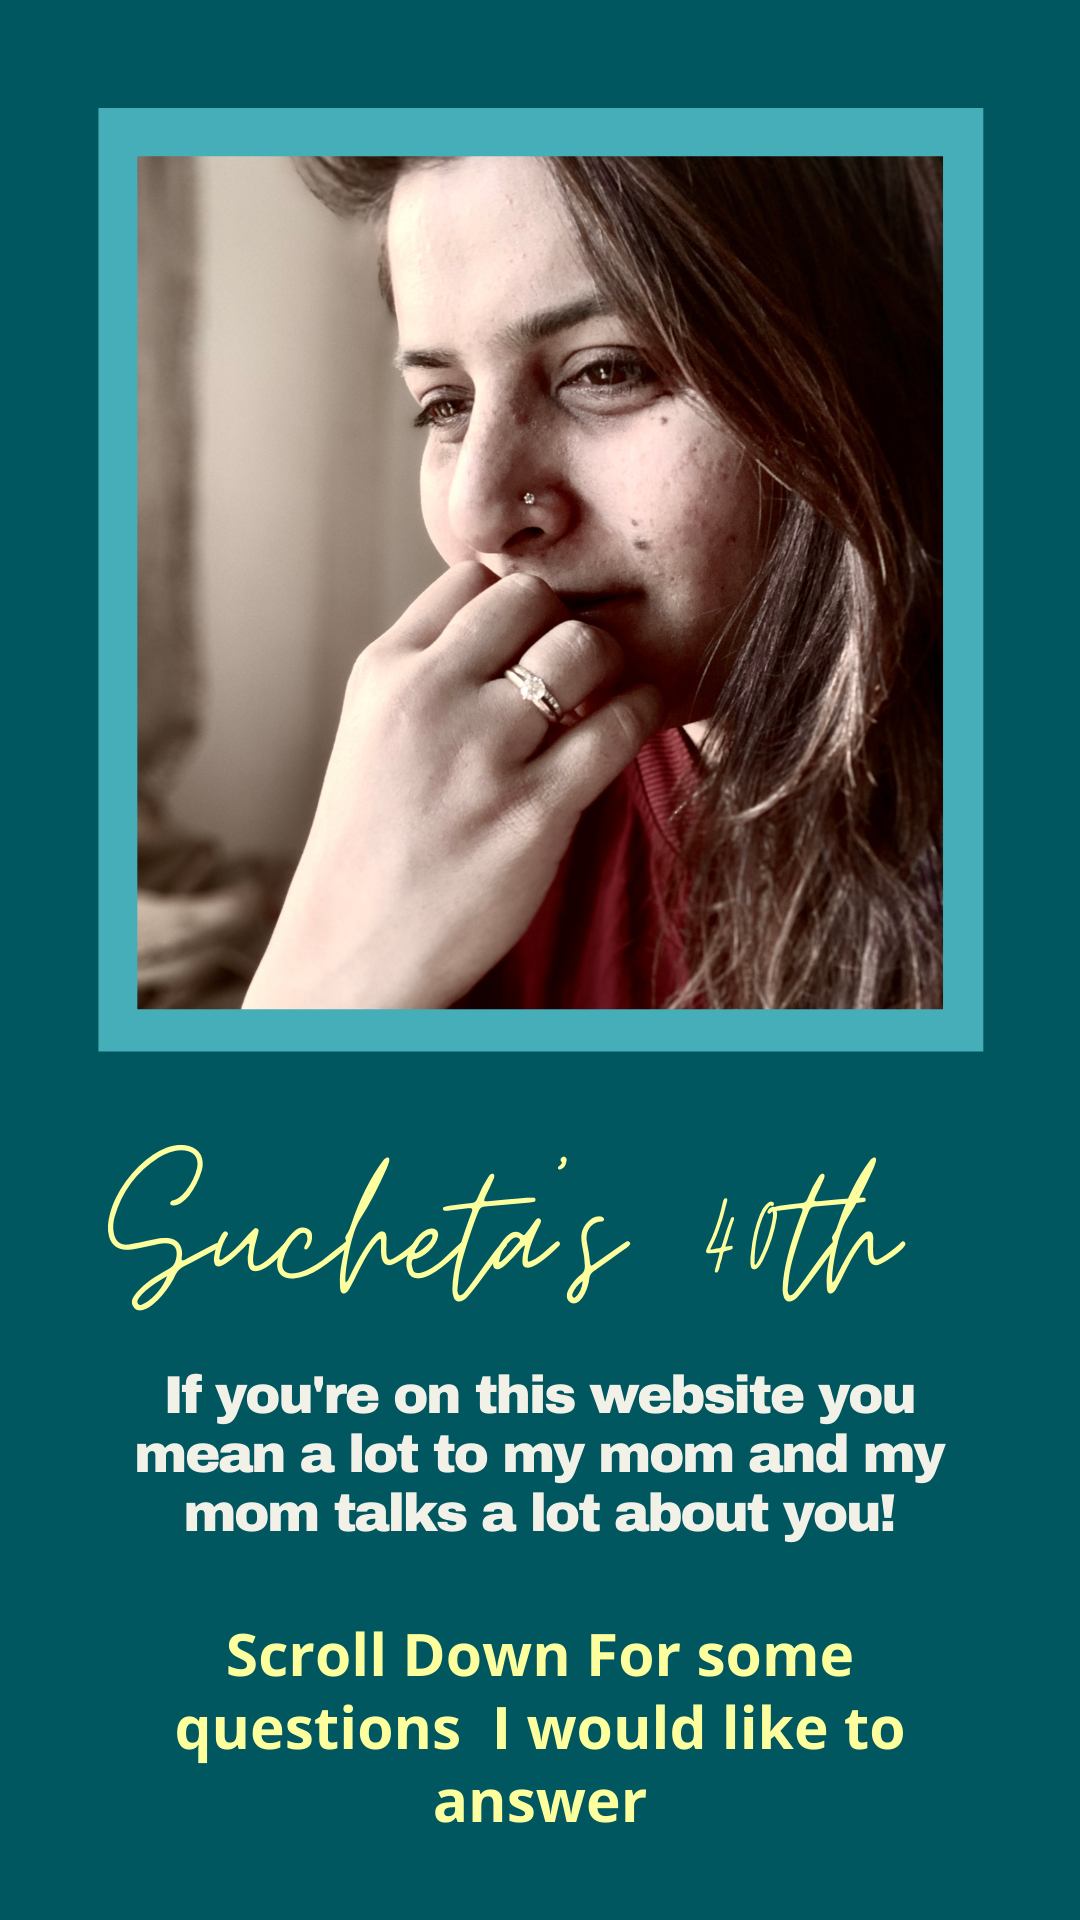 Sucheta's 40th
If you're on this website you
mean a lot to my mom and my
mom talks a lot about you!
Scroll Down For some
questions  I would like to
answer